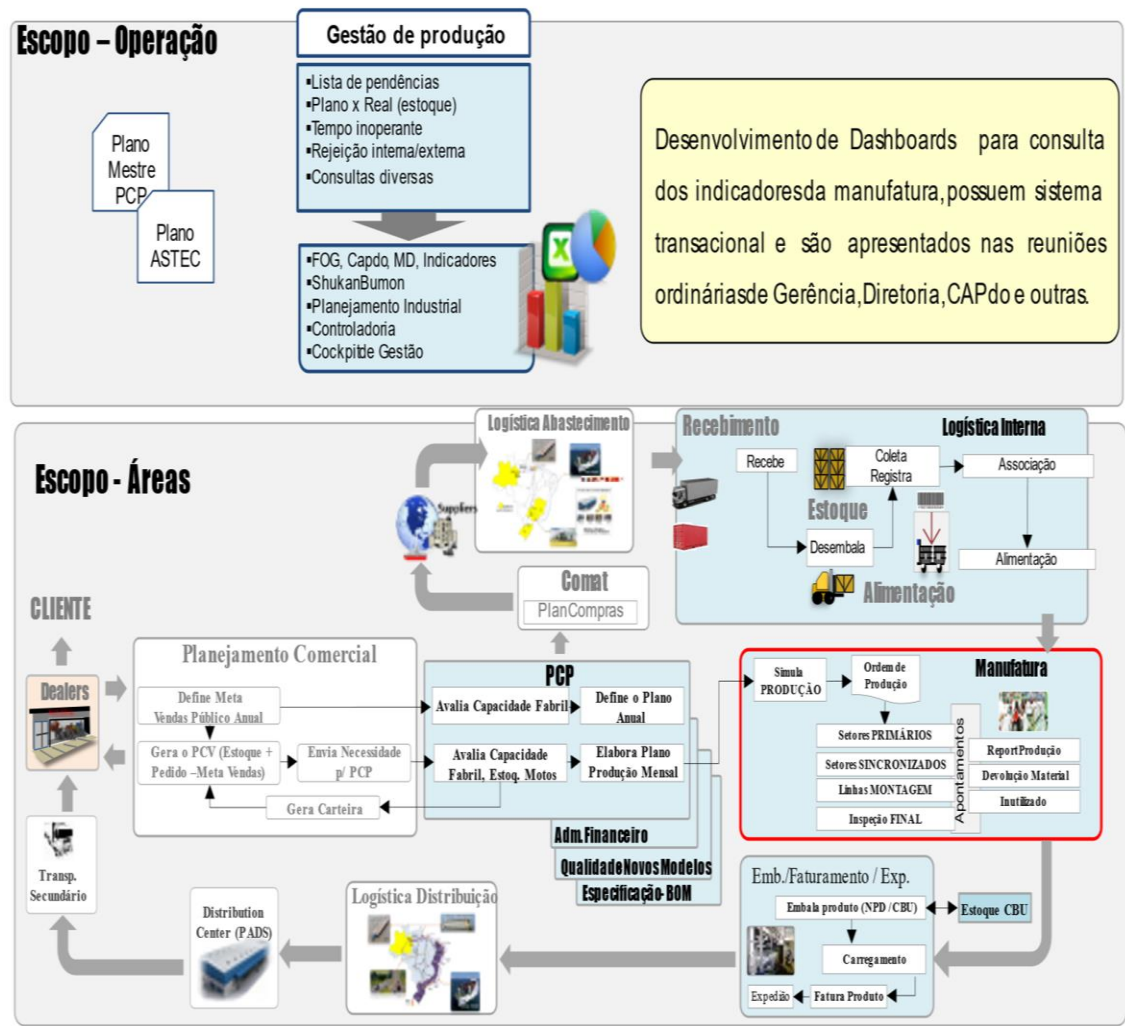 Escopo – Operação
Gestão de produção
▪Lista de pendências
▪Plano x Real (estoque)
▪Tempo inoperante
▪Rejeição interna/externa
▪Consultas diversas
Plano
Mestre
PCP
Plano
ASTEC
▪FOG, Capdo, MD, Indicadores
▪ShukanBumon
▪Planejamento Industrial
▪Controladoria
▪Cockpitde Gestão
Desenvolvimento de Dashboards para consulta
dos indicadoresda manufatura, possuem sistema
transacional e são apresentados nas reuniões
ordináriasde Gerência, Diretoria, CAPdo e outras.
Escopo - Áreas
Logística Abastecimento
Suppliers
Comat
PlanCompras
Recebimento
Logística Interna
Recebe
Coleta
Registra
Associação
Estoque
Desembala
Alimentação
Alimentação
CLIENTE
Dealers
Planejamento Comercial
Define Meta
Vendas Público Anual
Gera o PCV (Estoque +
Pedido –Meta Vendas)
Envia Necessidade
p/ PCP
Gera Carteira
PCP
Avalia Capacidade Fabril
Define o Plano
Anual
Avalia Capacidade
Fabril, Estoq. Motos
Elabora Plano
Produção Mensal
Adm. Financeiro
Qualidade Novos Modelos
Especificação- BOM
Manufatura
Simula
PRODUÇÃO
Ordem de
Produção
Setores PRIMÁRIOS
Setores SINCRONIZADOS
Linhas MONTAGEM
Inspeção FINAL
Apontamentos
Report Produção
Devolução Material
Inutilizado
Emb./Faturamento / Exp.
Embala produto (NPD / CBU)
Estoque CBU
Carregamento
Fatura Produto
Expedião
Logística Distribuição
Distribution
Center (PADS)
Transp.
Secundário